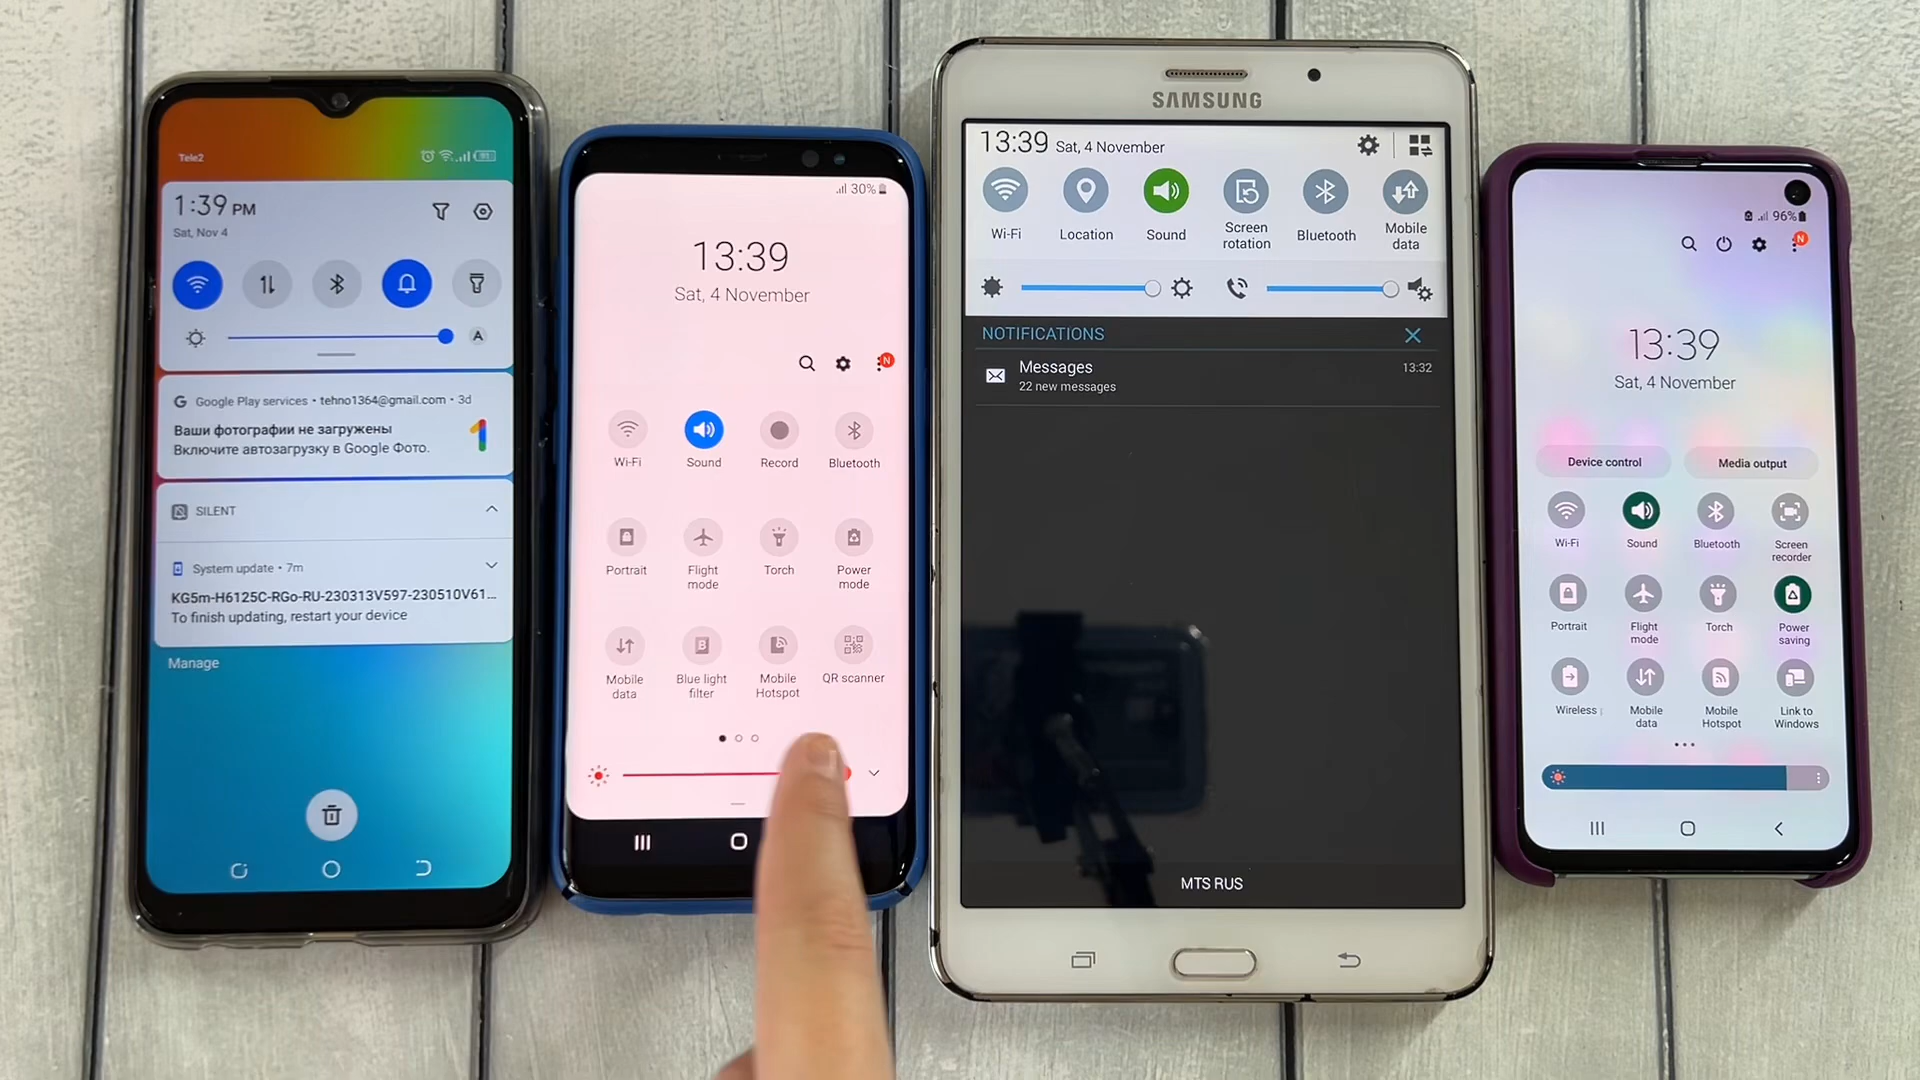 Tele2
1:39 PM
Sat, Nov 4
A
Google Play services • tehno1364@gmail.com • 3d
Ваши фотографии не загружены
Включите автозагрузку в Google Фото.
SILENT
System update • 7m
KG5m-H6125C-RGo-RU-230313V597-230510V61...
To finish updating, restart your device
Manage
30%
13:39
Sat, 4 November
N
Wi-Fi
Sound
Record
Bluetooth
Portrait
Flight
mode
Torch
Power
mode
Mobile
data
Blue light
filter
Mobile
Hotspot
QR scanner
SAMSUNG
13:39 Sat, 4 November
Wi-Fi
Location
Sound
Screen
rotation
Bluetooth
Mobile
data
NOTIFICATIONS
Messages
13:32
22 new messages
MTS RUS
96%
N
13:39
Sat, 4 November
Device control
Media output
Wi-Fi
Sound
Bluetooth
Screen
recorder
Portrait
Flight
mode
Torch
Power
saving
Wireless
Mobile
data
Mobile
Hotspot
Link to
Windows